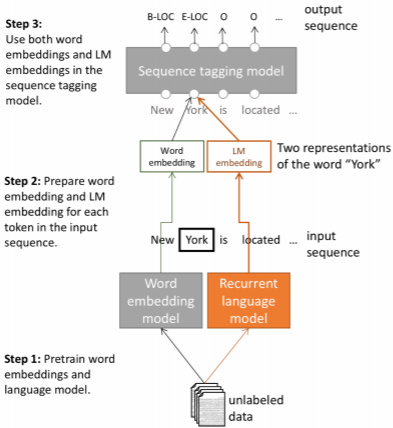 Step 3:
Use both word
embeddings and LM
embeddings in the
sequence tagging
model.
B-LOC E-LOC O O ...
output
sequence
Sequence tagging model
New York is located ...
Word
embedding
LM
embedding
Two representations
of the word “York”
Step 2: Prepare word
embedding and LM
embedding for each
token in the input
sequence.
New York is located ...
input
sequence
Word
embedding
model
Recurrent
language
model
Step 1: Pretrain word
embeddings and
language model.
unlabeled
data